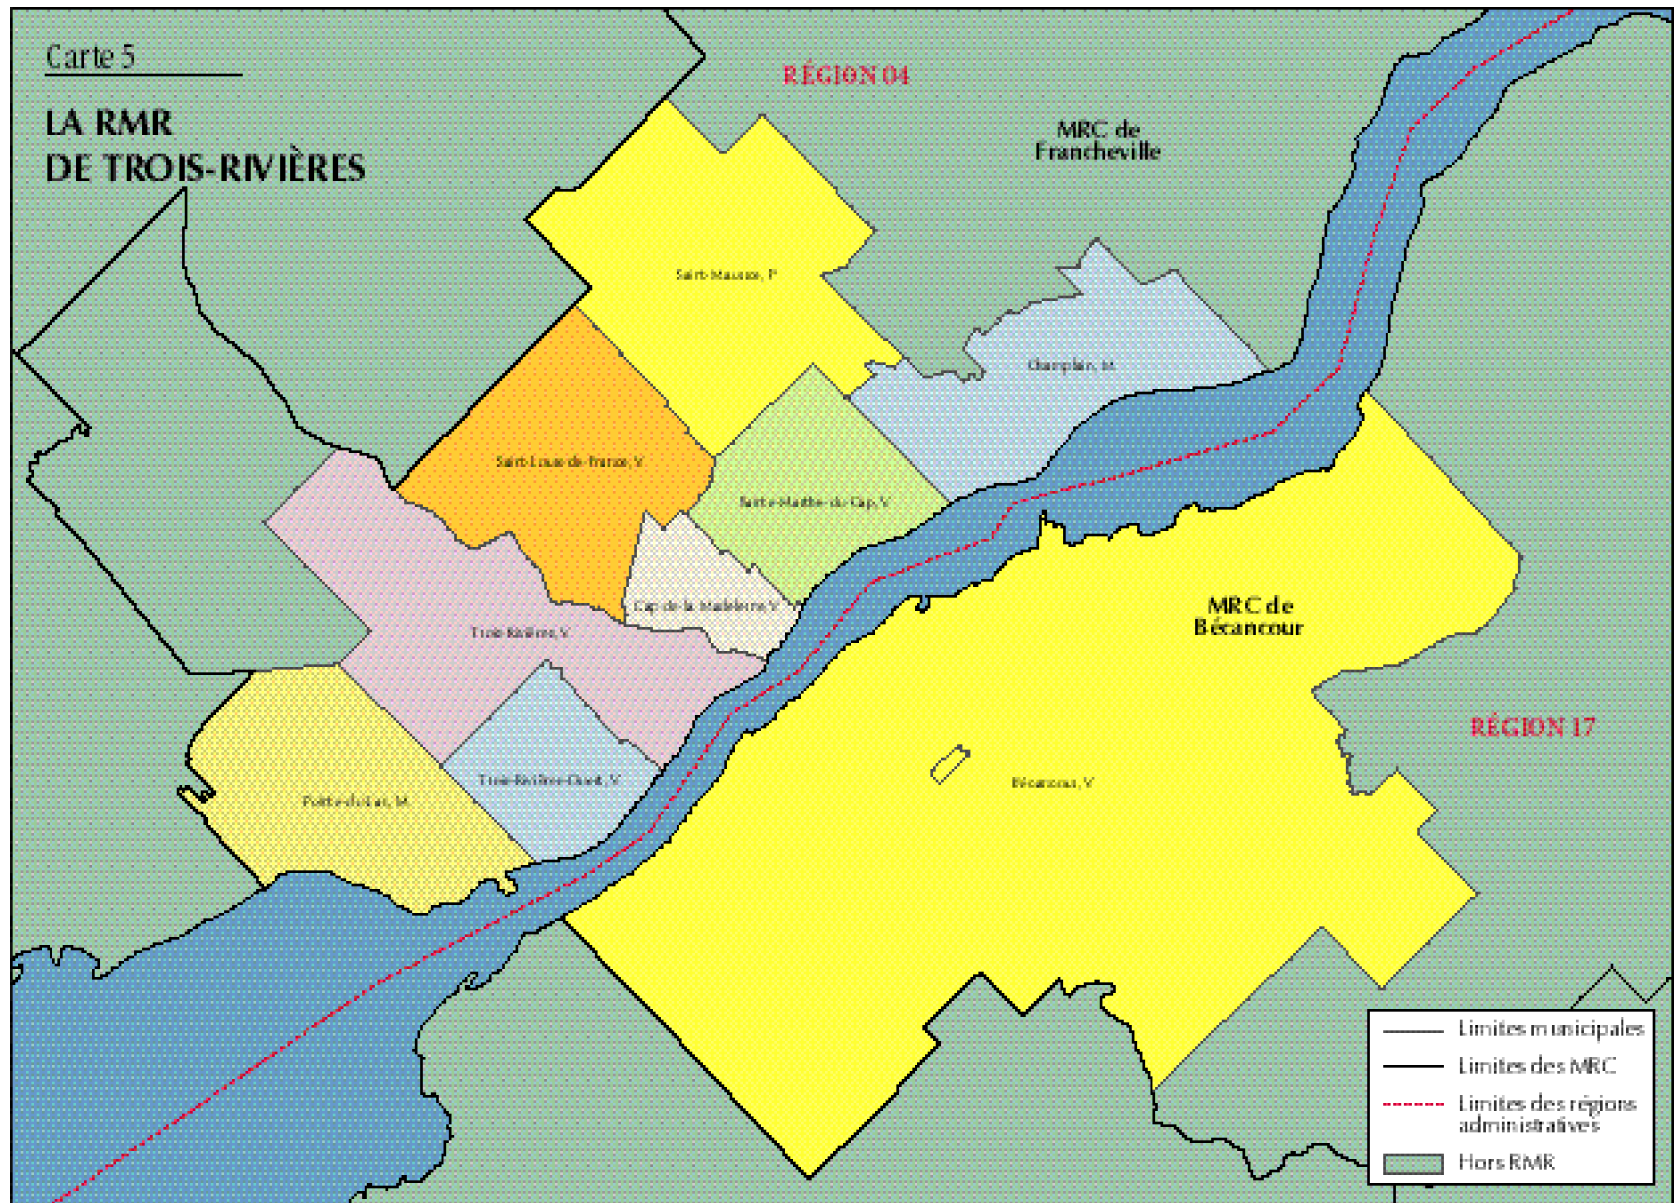 Carte 5
LA RMR
DE TROIS-RIVIÈRES
RÉGION 04
MRC de
Francheville
Saint-Maurice, P
Champlain, M
Saint-Louis-de-France, V
Sainte-Marthe-du-Cap, V
Cap-de-la-Madeleine, V
MRC de
Bécancour
Trois-Rivières, V
RÉGION 17
Trois-Rivières-Ouest, V
Bécancour, V
Pointe-du-Lac, M
Limites municipales
Limites des MRC
Limites des régions
administratives
Hors RMR